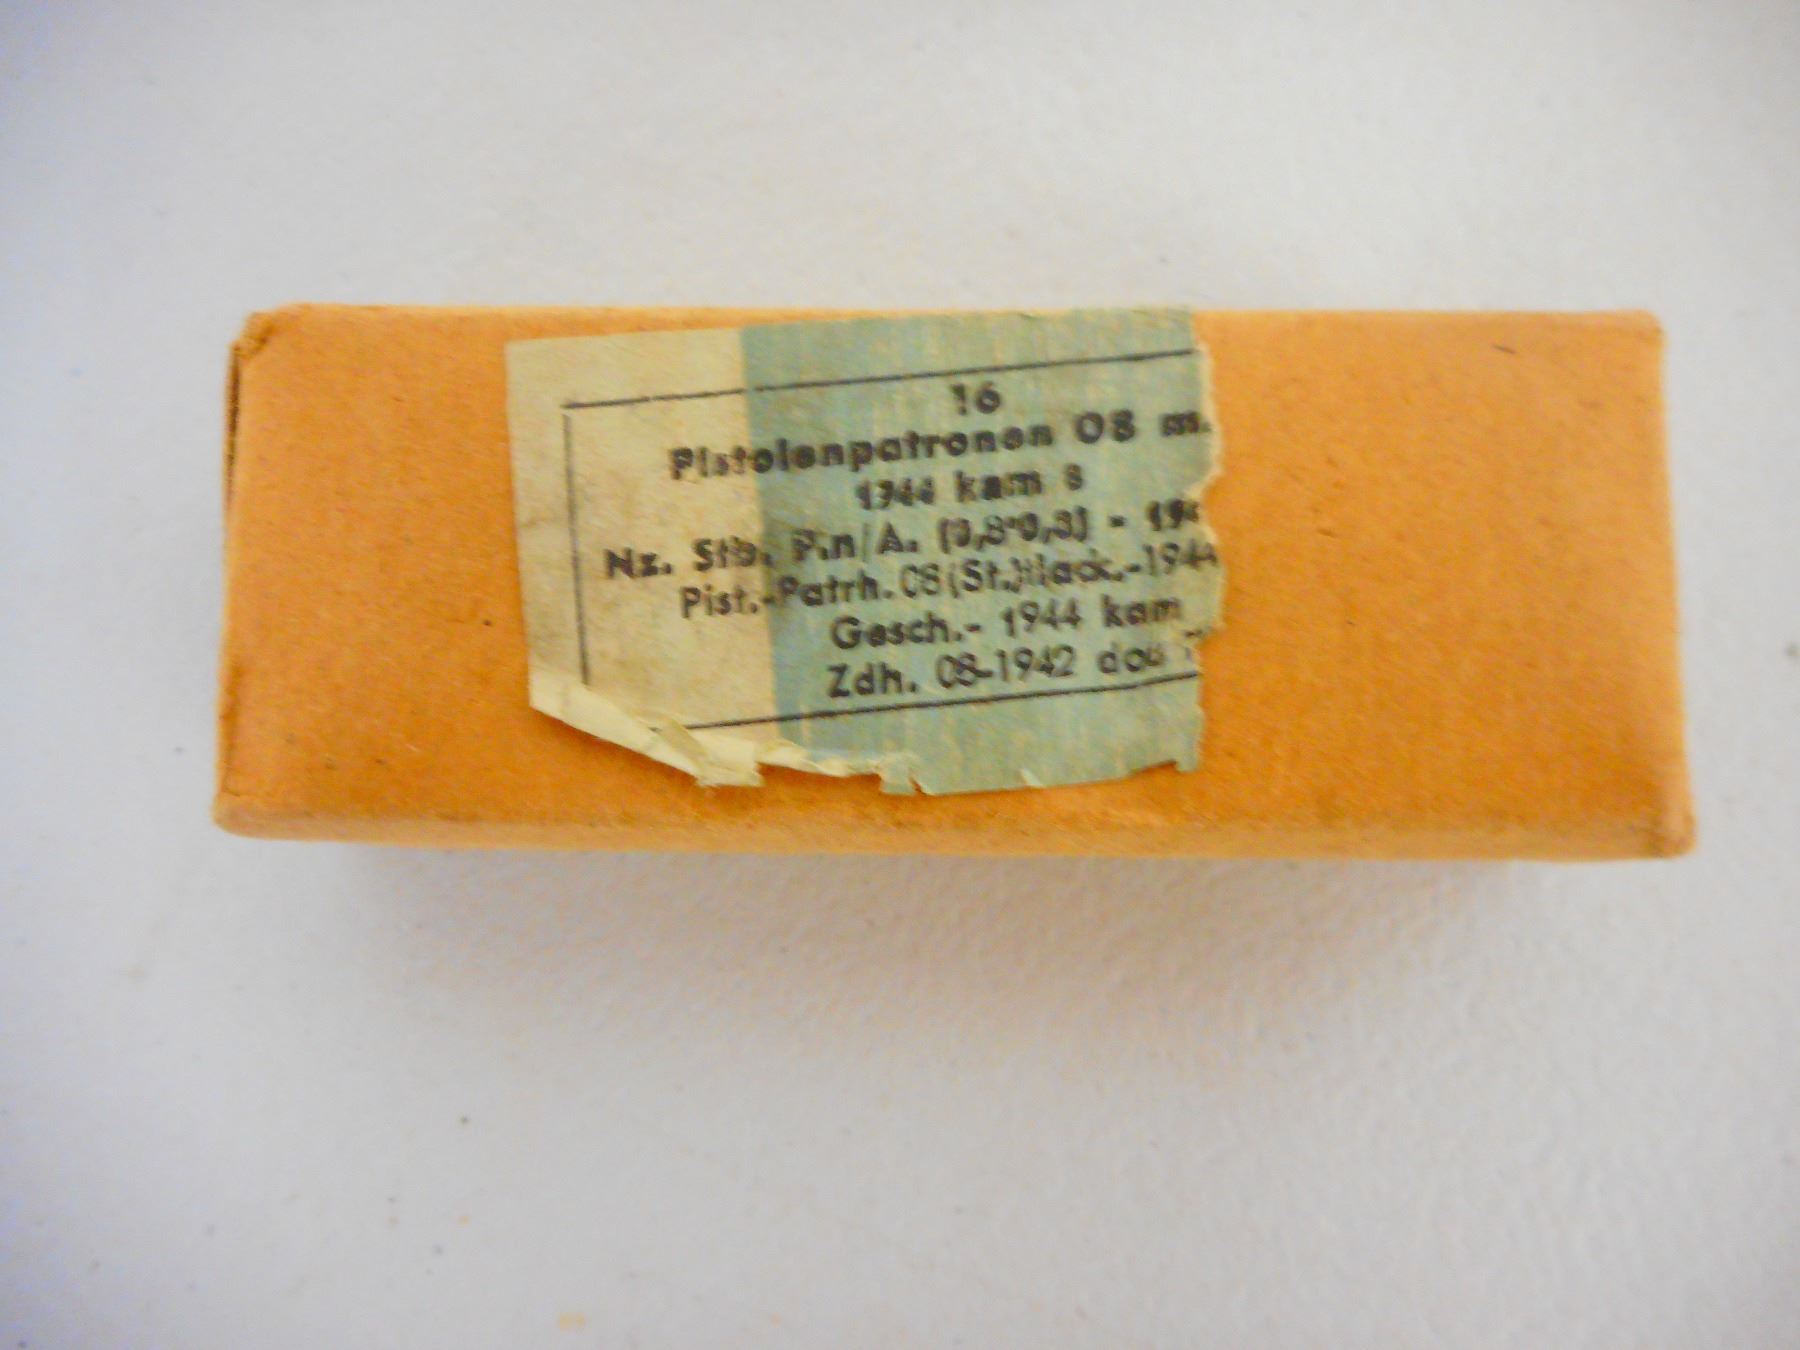 16
Pistolenpatronen 08 m.
1944 kam 8
Nz. Stb. P.n/A. (0,8·0,8) - 194
Pist.-Patrh. 08 (St.) lack.-1944
Gesch.- 1944 kam
Zdh. 08-1942 dou